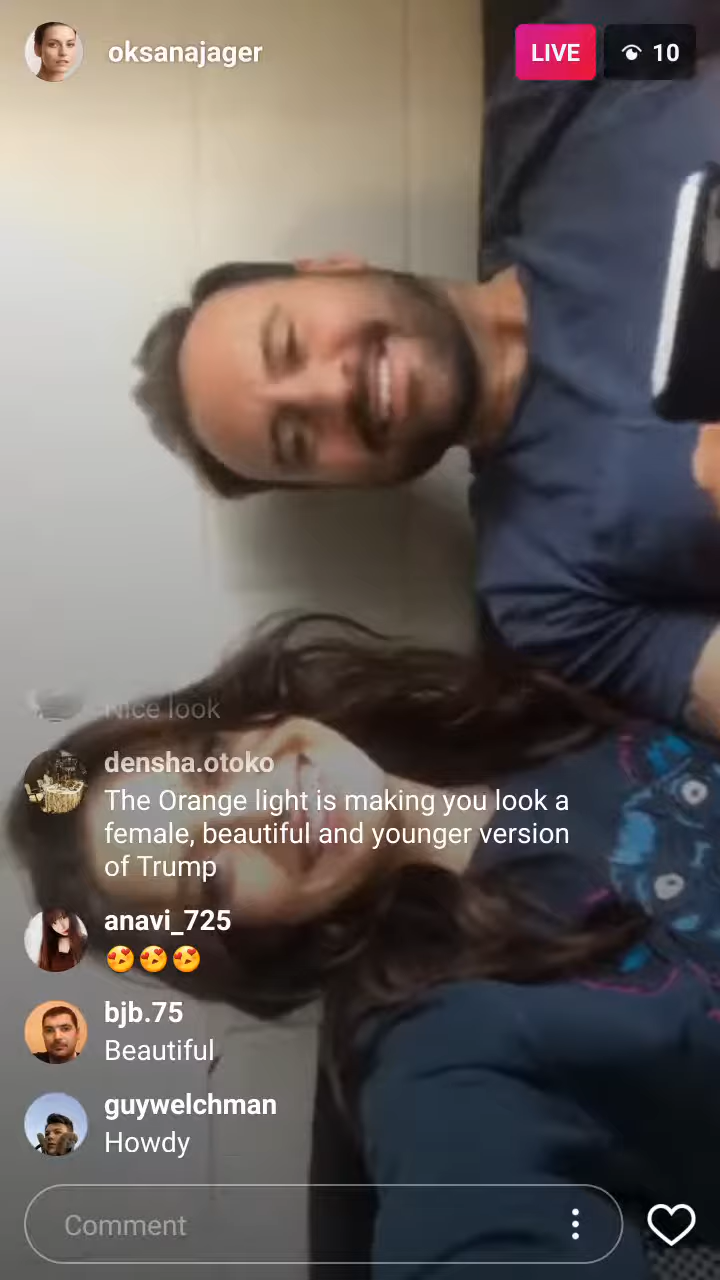 oksanajager
LIVE
10
Nice look
densha.otoko
The Orange light is making you look a
female, beautiful and younger version
of Trump
anavi_725
😍😍😍
bjb.75
Beautiful
guywelchman
Howdy
Comment